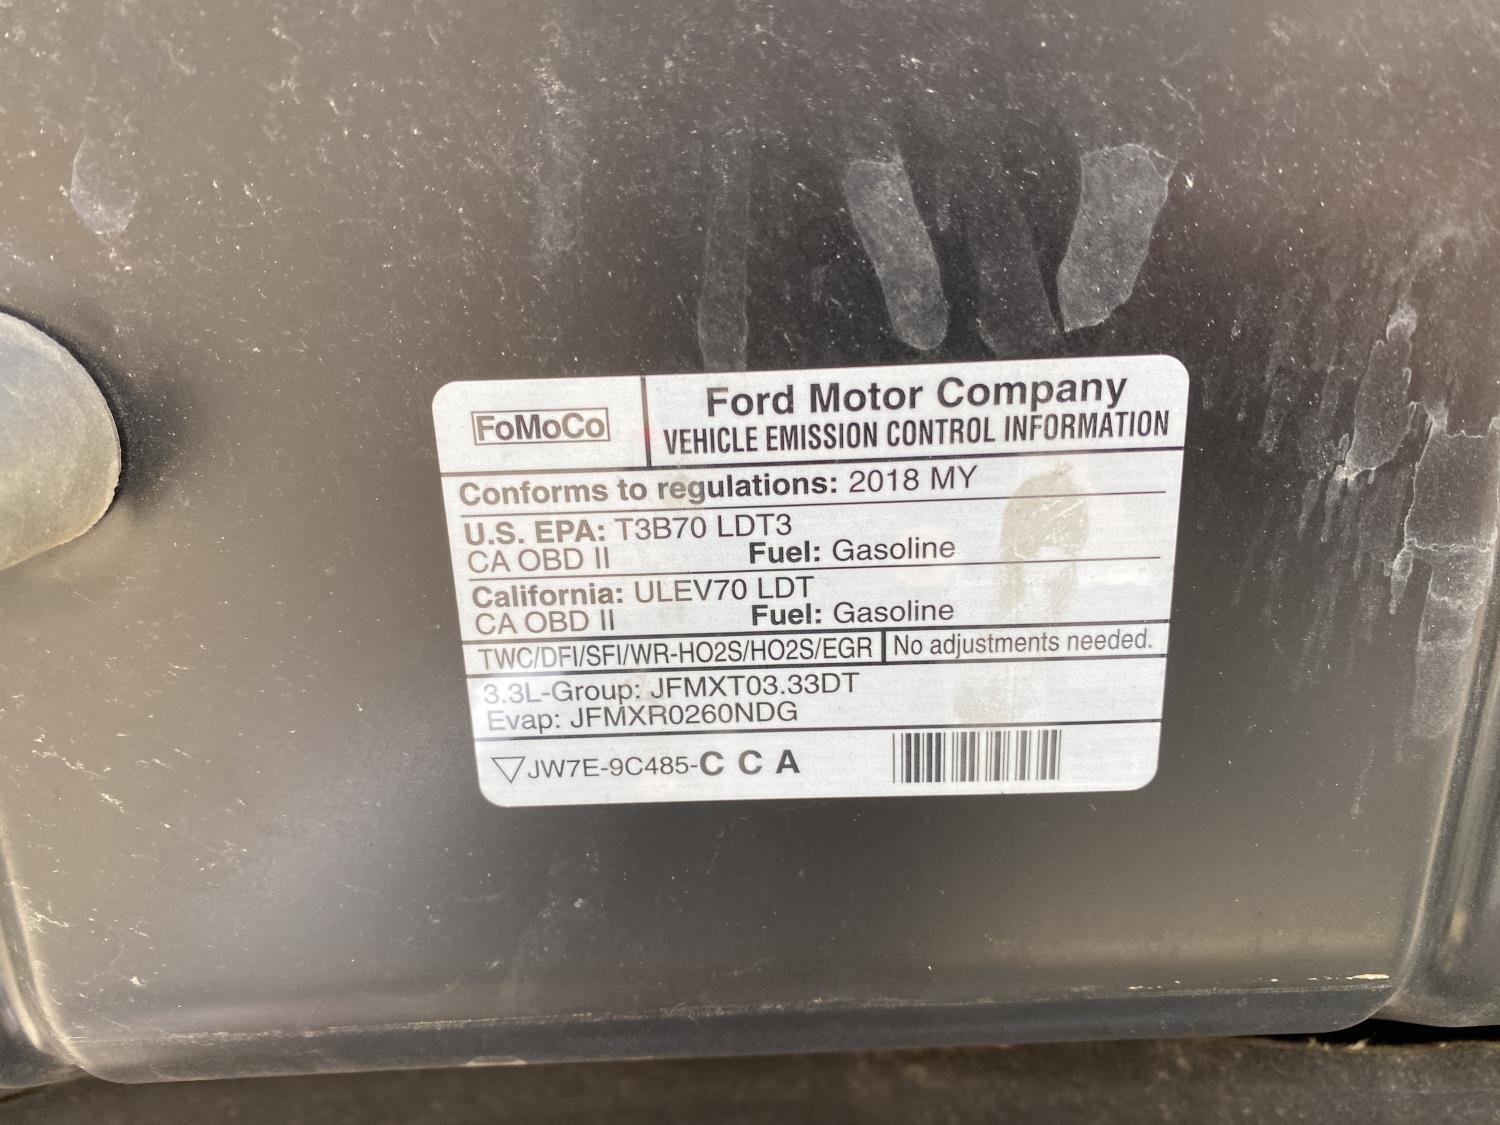 FoMoCo
Ford Motor Company
VEHICLE EMISSION CONTROL INFORMATION
Conforms to regulations: 2018 MY
U.S. EPA: T3B70 LDT3
CA OBD II Fuel: Gasoline
California: ULEV70 LDT
CA OBD II Fuel: Gasoline
TWC/DFI/SFI/WR-HO2S/HO2S/EGR No adjustments needed.
3.3L-Group: JFMXT03.33DT
Evap: JFMXR0260NDG
JW7E-9C485-C C A